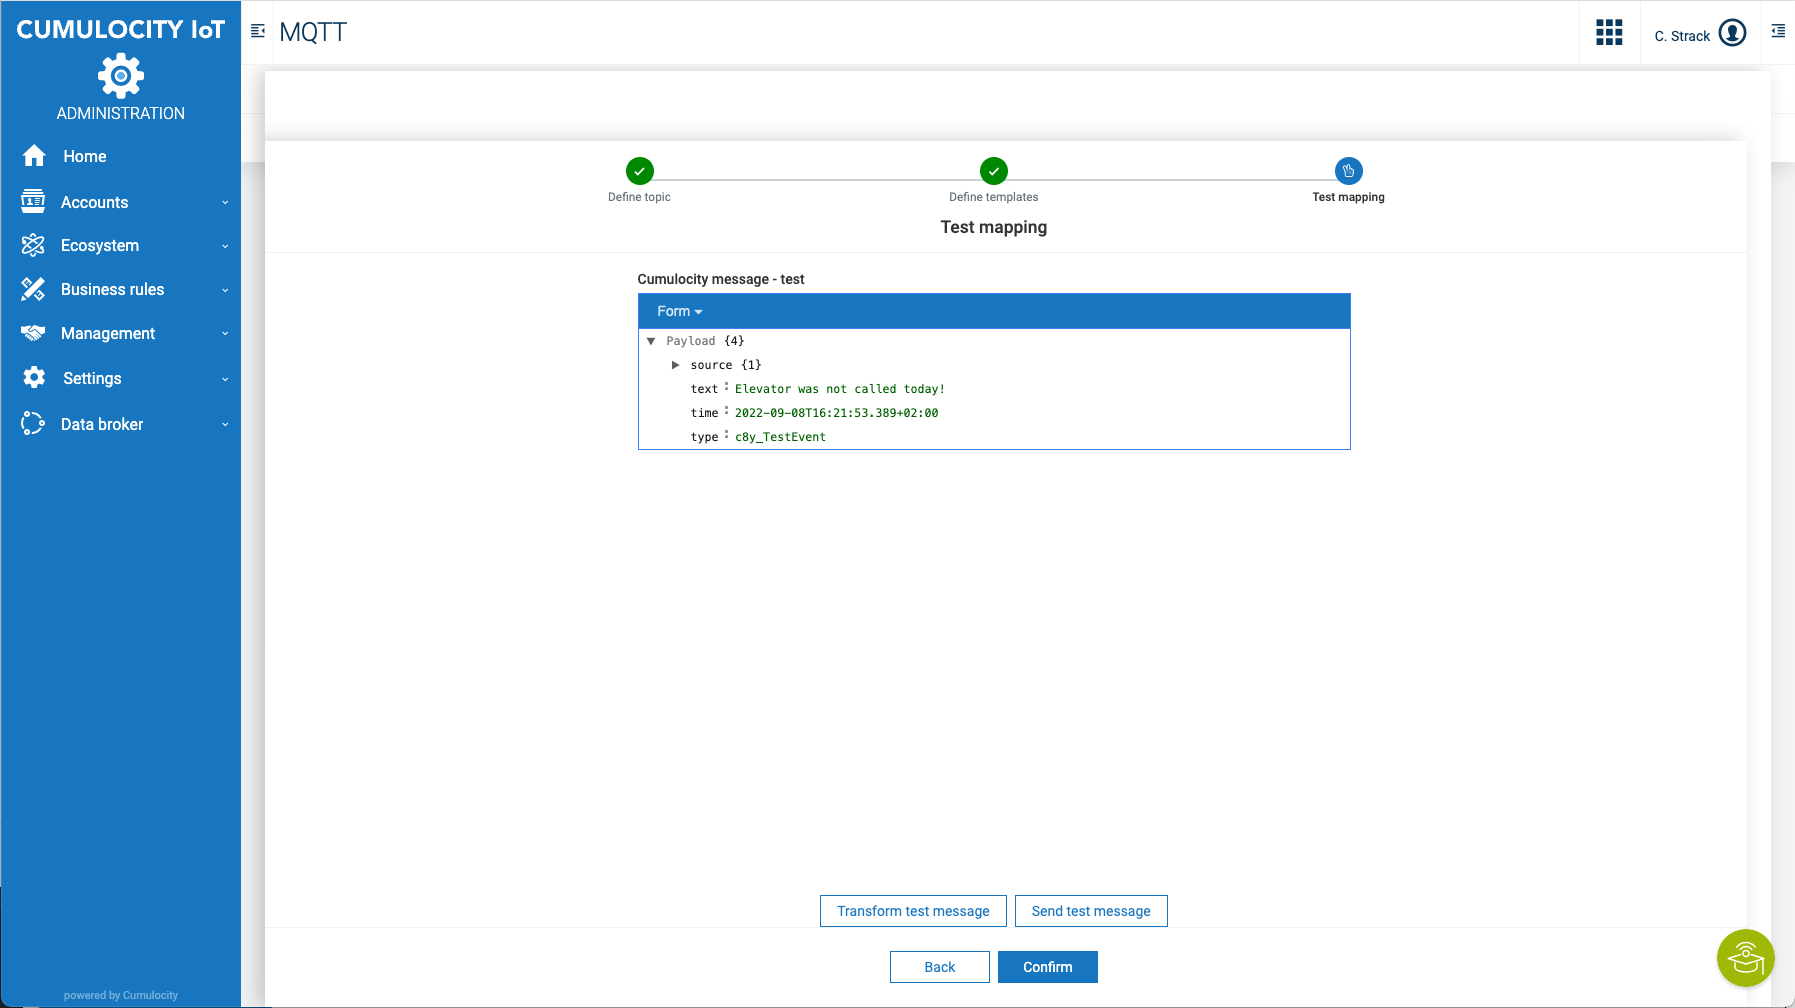 CUMULOCITY IoT
ADMINISTRATION
Home
Accounts
Ecosystem
Business rules
Management
Settings
Data broker
powered by Cumulocity
MQTT
C. Strack
Define topic
Define templates
Test mapping
Test mapping
Cumulocity message - test
Form
Payload {4}
source {1}
text : Elevator was not called today!
time : 2022-09-08T16:21:53.389+02:00
type : c8y_TestEvent
Transform test message
Send test message
Back
Confirm